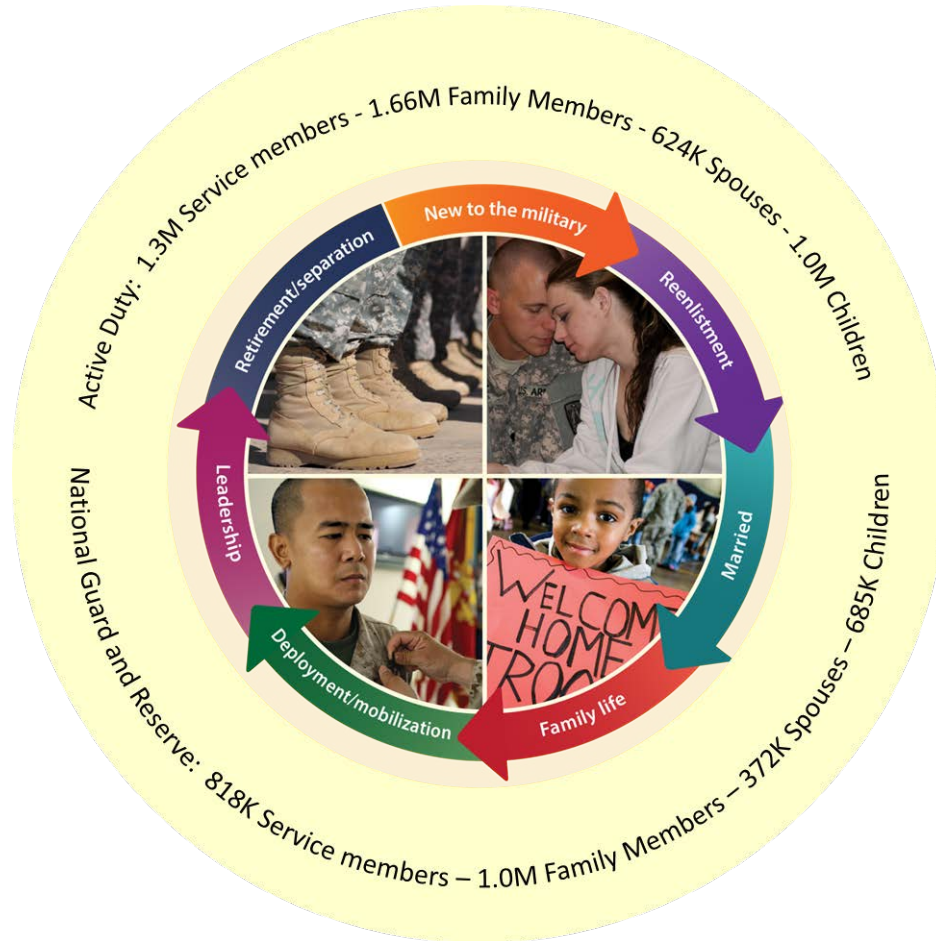 Active Duty: 1.3M Service members - 1.66M Family Members - 624K Spouses - 1.0M Children
New to the military
Reenlistment
Married
Family life
Deployment/mobilization
Leadership
Retirement/separation
U.S. AR
WELCOM
HOME
TROO
National Guard and Reserve: 818K Service members – 1.0M Family Members – 372K Spouses – 685K Children